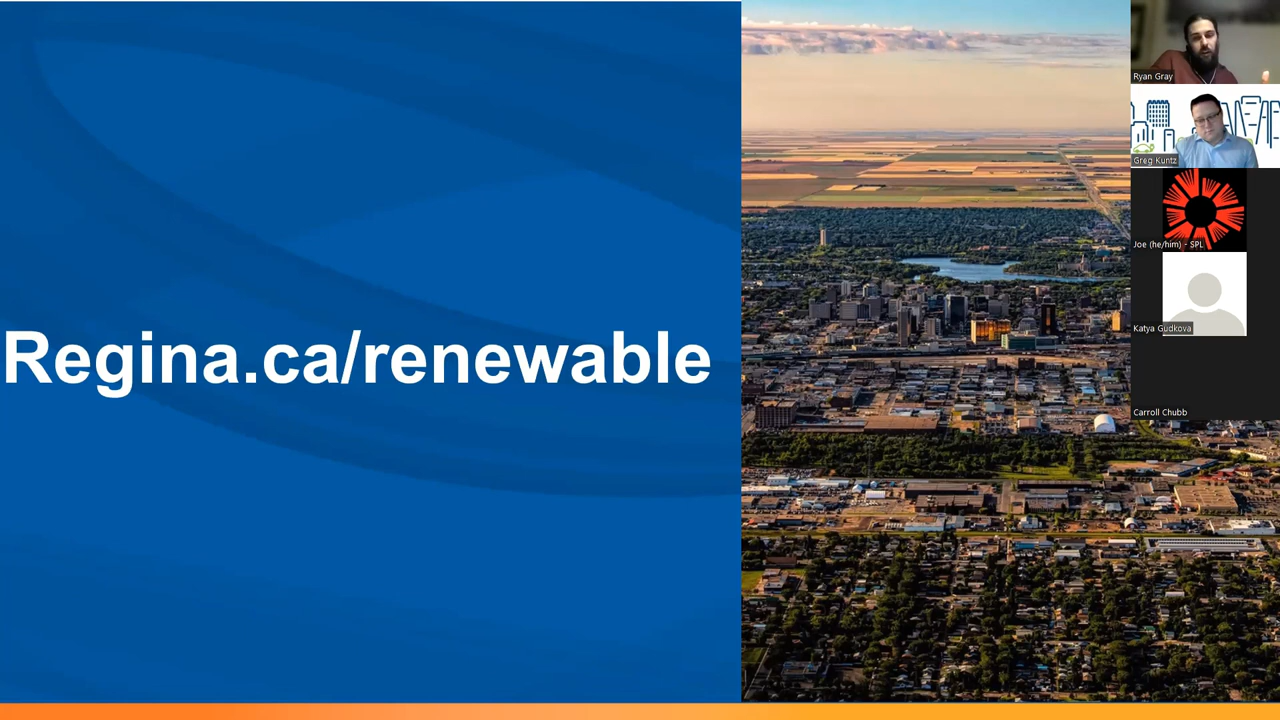 Regina.ca/renewable
Ryan Gray
Greg Kuntz
Joe (he/him) - SPL
Katya Gudkova
Carroll Chubb